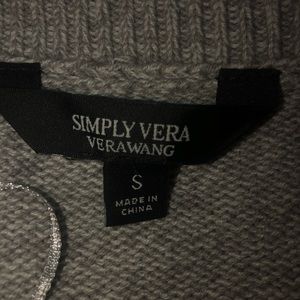 SIMPLY VERA
VERAWANG
S
MADE IN
CHINA